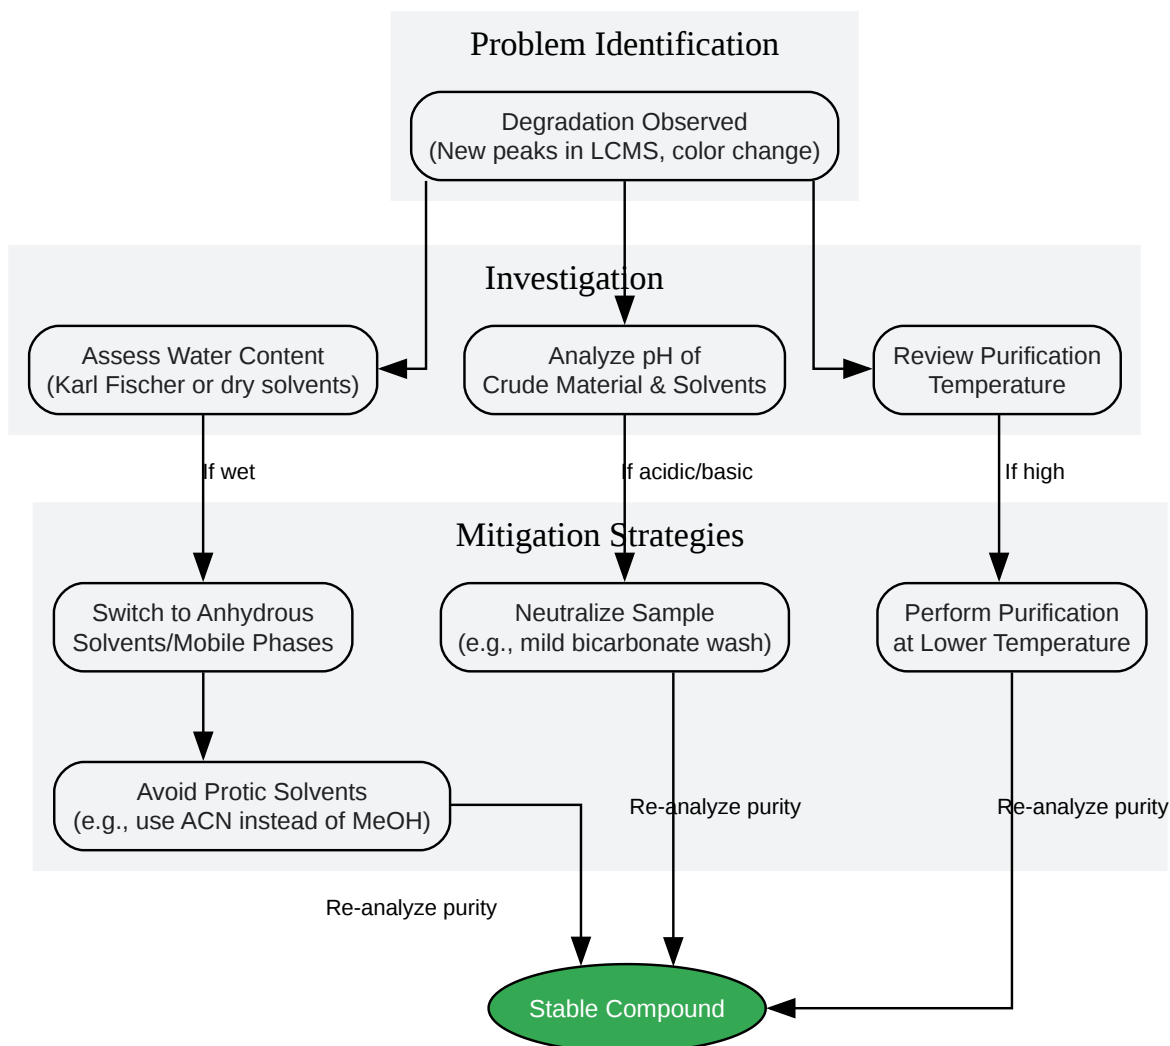 Problem Identification
Degradation Observed
(New peaks in LCMS, color change)
Investigation
Assess Water Content
(Karl Fischer or dry solvents)
Analyze pH of
Crude Material & Solvents
Review Purification
Temperature
If wet
If acidic/basic
If high
Mitigation Strategies
Switch to Anhydrous
Solvents/Mobile Phases
Neutralize Sample
(e.g., mild bicarbonate wash)
Perform Purification
at Lower Temperature
Avoid Protic Solvents
(e.g., use ACN instead of MeOH)
Re-analyze purity
Re-analyze purity
Re-analyze purity
Stable Compound